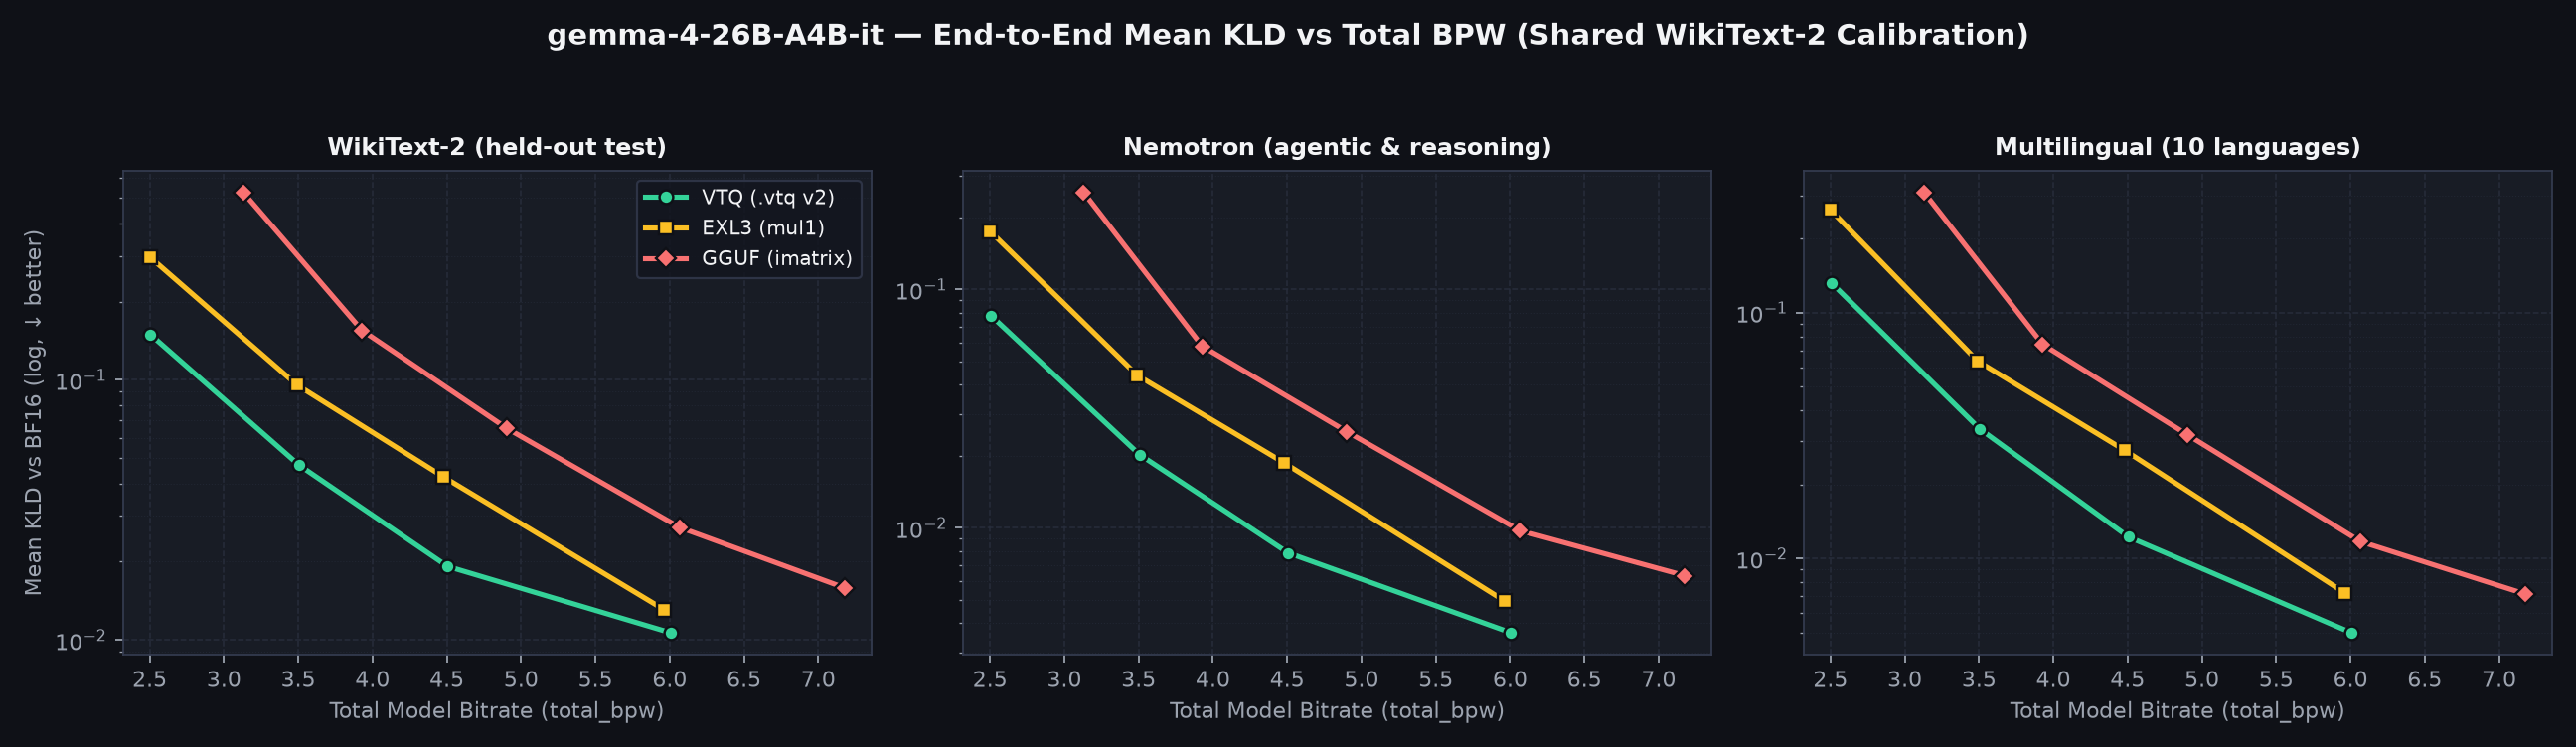 gemma-4-26B-A4B-it — End-to-End Mean KLD vs Total BPW (Shared WikiText-2 Calibration)
WikiText-2 (held-out test)
Mean KLD vs BF16 (log, ↓ better)
10⁻¹
10⁻²
VTQ (.vtq v2)
EXL3 (mul1)
GGUF (imatrix)
2.5 3.0 3.5 4.0 4.5 5.0 5.5 6.0 6.5 7.0
Total Model Bitrate (total_bpw)
Nemotron (agentic & reasoning)
10⁻¹
10⁻²
2.5 3.0 3.5 4.0 4.5 5.0 5.5 6.0 6.5 7.0
Total Model Bitrate (total_bpw)
Multilingual (10 languages)
10⁻¹
10⁻²
2.5 3.0 3.5 4.0 4.5 5.0 5.5 6.0 6.5 7.0
Total Model Bitrate (total_bpw)